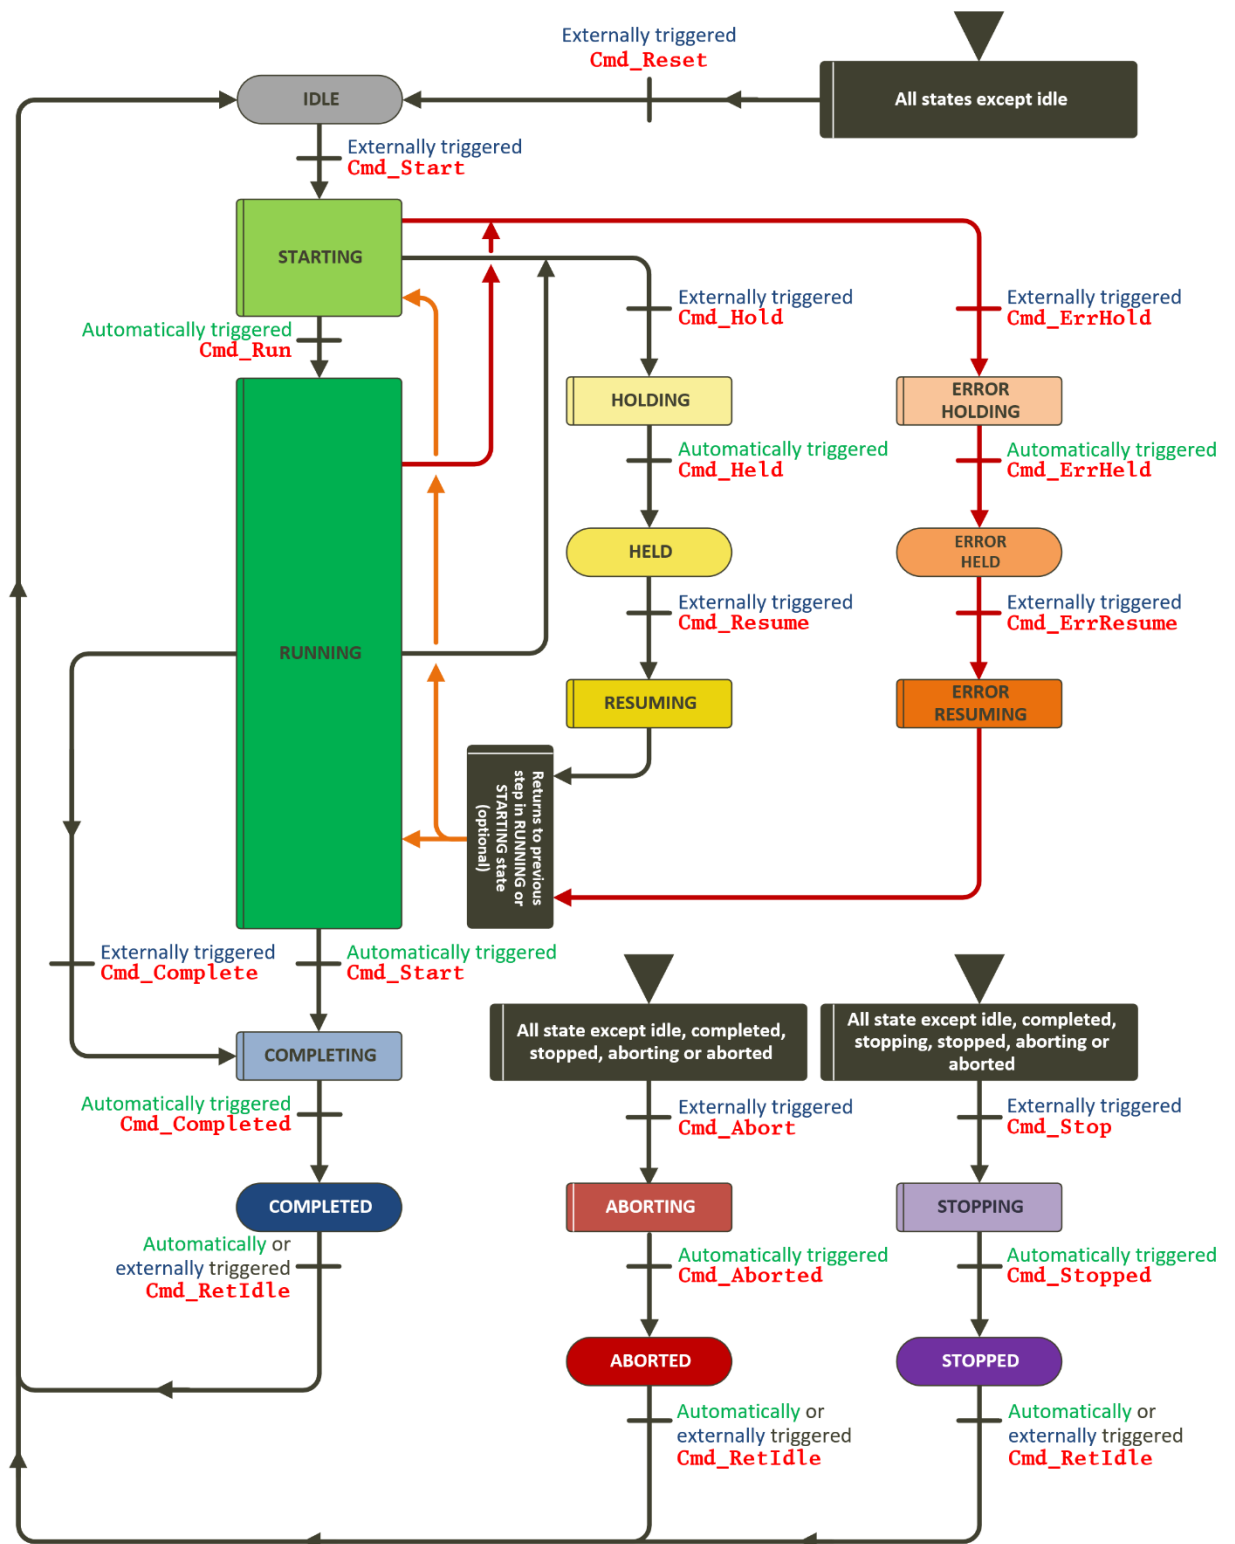 Externally triggered
Cmd_Reset
All states except idle
IDLE
Externally triggered
Cmd_Start
STARTING
Externally triggered
Cmd_Hold
Externally triggered
Cmd_ErrHold
Automatically triggered
Cmd_Run
HOLDING
ERROR
HOLDING
Automatically triggered
Cmd_Held
Automatically triggered
Cmd_ErrHeld
HELD
ERROR
HELD
Externally triggered
Cmd_Resume
Externally triggered
Cmd_ErrResume
RUNNING
RESUMING
ERROR
RESUMING
Returns to previous
step in RUNNING or
STARTING state
(optional)
Externally triggered
Cmd_Complete
Automatically triggered
Cmd_Start
All state except idle, completed,
stopped, aborting or aborted
All state except idle, completed,
stopping, stopped, aborting or
aborted
COMPLETING
Automatically triggered
Cmd_Completed
Externally triggered
Cmd_Abort
Externally triggered
Cmd_Stop
COMPLETED
ABORTING
STOPPING
Automatically or
externally triggered
Cmd_RetIdle
Automatically triggered
Cmd_Aborted
Automatically triggered
Cmd_Stopped
ABORTED
STOPPED
Automatically or
externally triggered
Cmd_RetIdle
Automatically or
externally triggered
Cmd_RetIdle